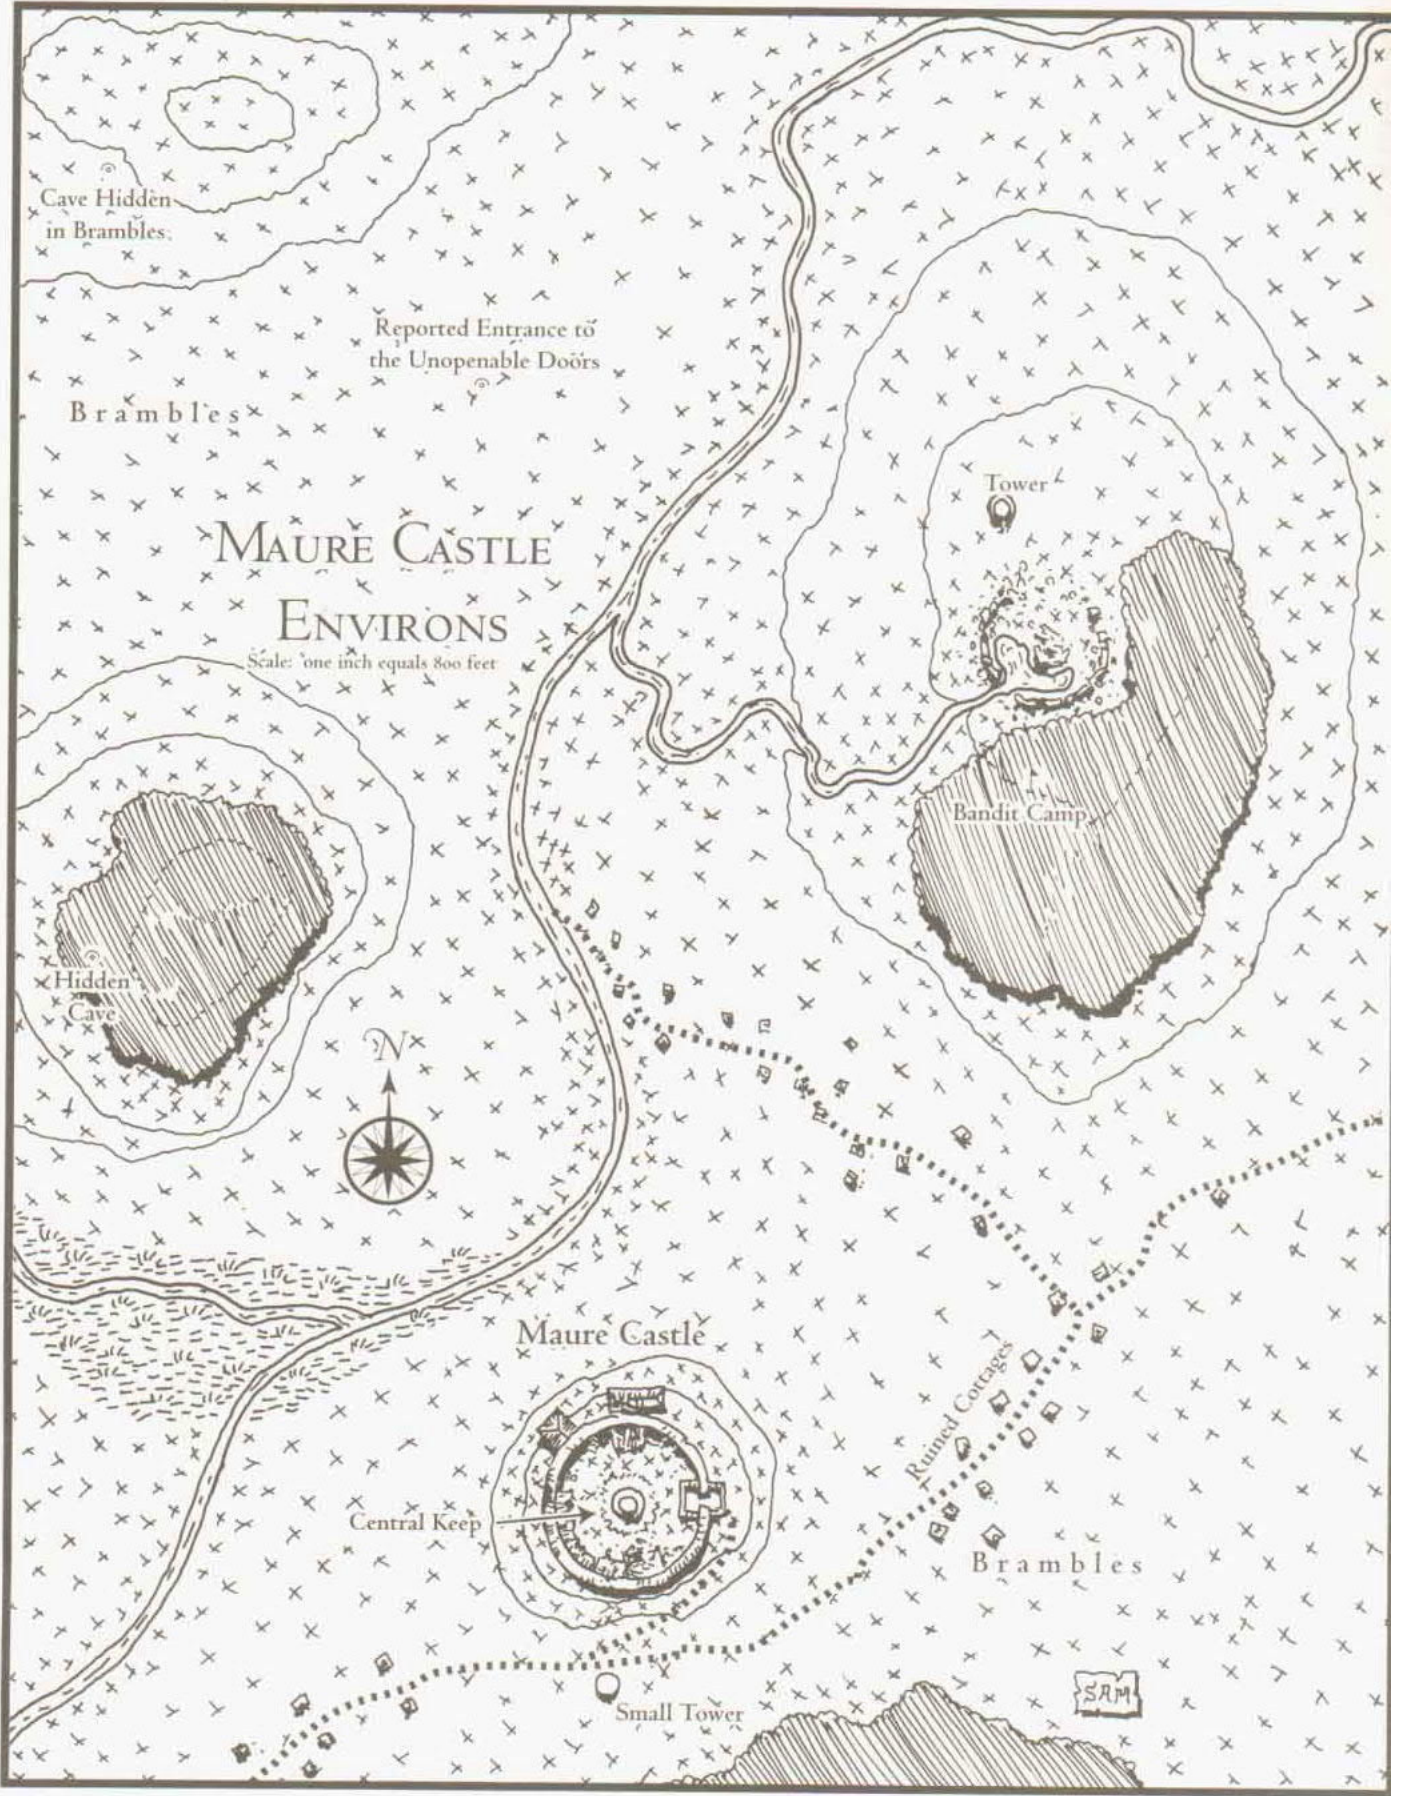 Cave Hidden
in Brambles
Reported Entrance to
the Unopenable Doors
Brambles
Tower
MAURE CASTLE
ENVIRONS
Scale: one inch equals 800 feet
Bandit Camp
Hidden
Cave
N
Maure Castle
Ruined Cottages
Central Keep
Brambles
SAM
Small Tower